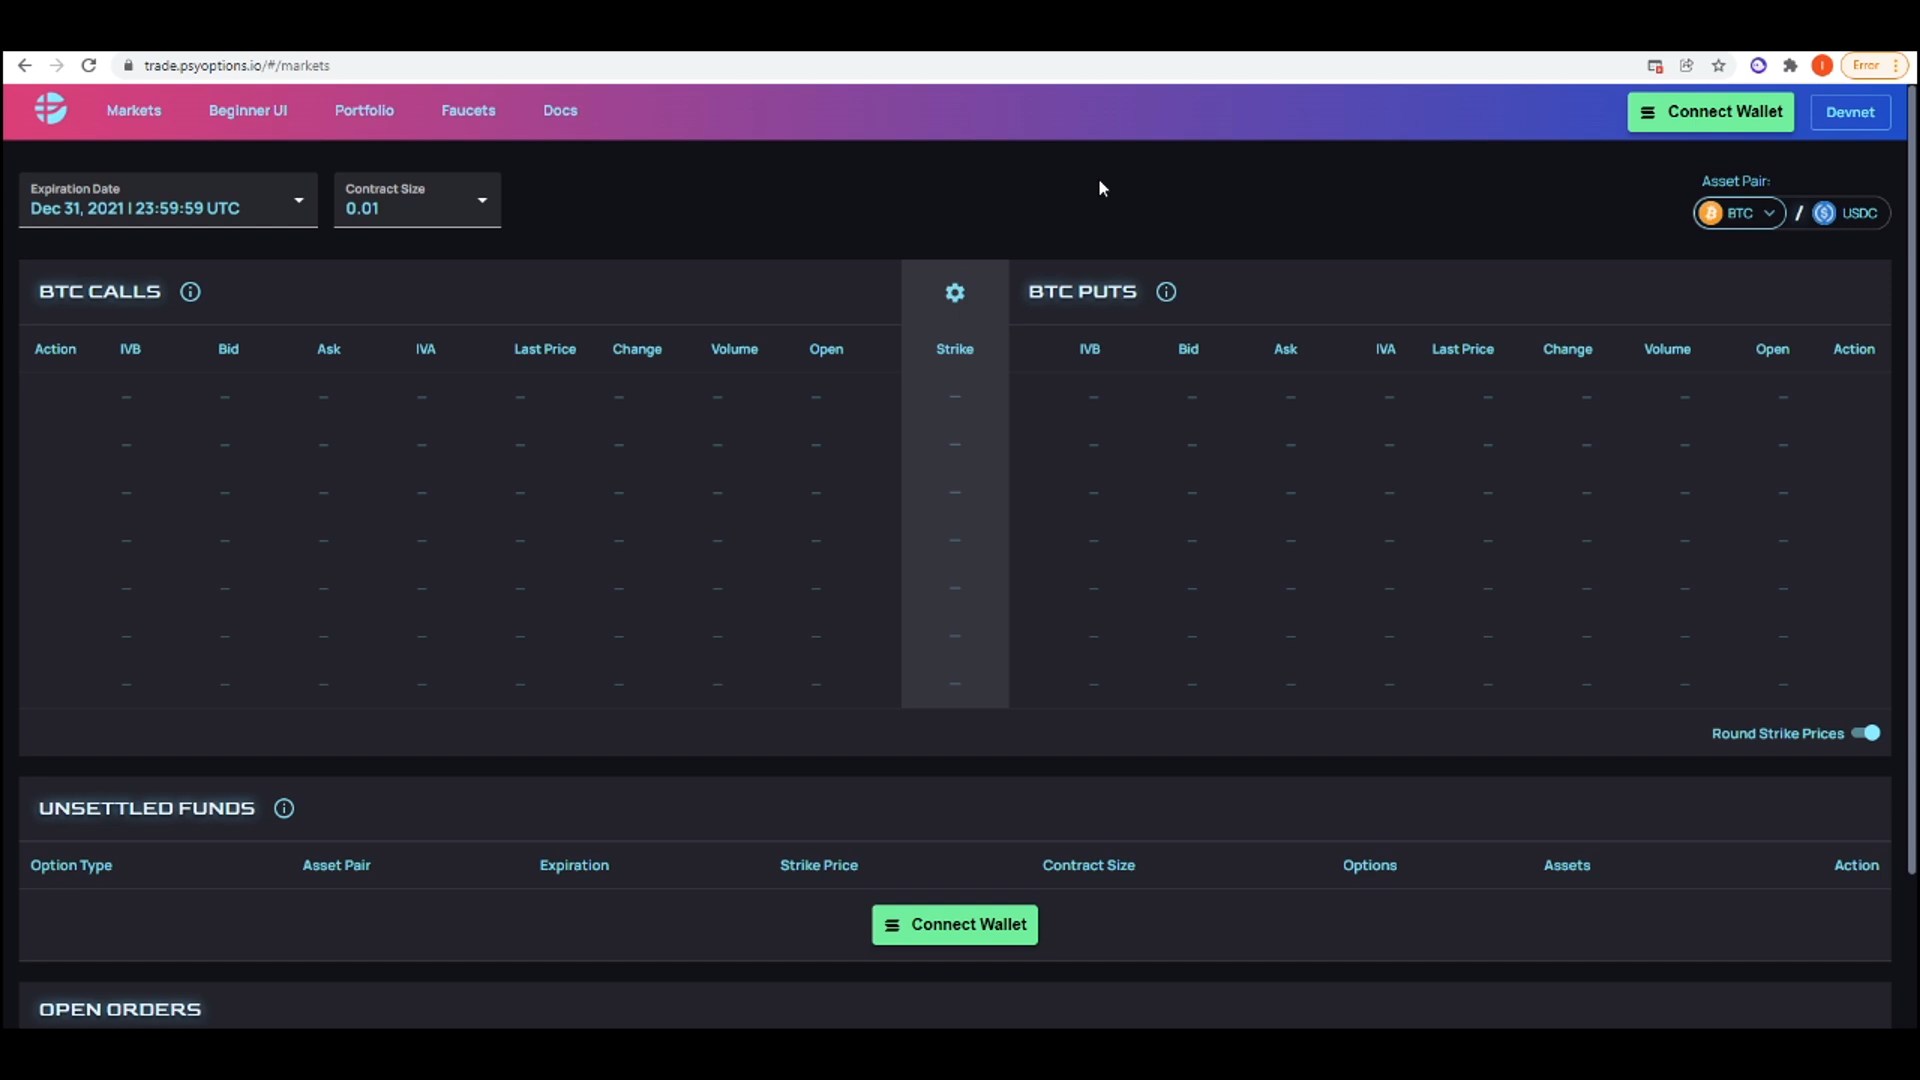 trade.psyoptions.io/#/markets
Error
Markets Beginner UI Portfolio Faucets Docs Connect Wallet Devnet
Expiration Date
Dec 31, 2021 | 23:59:59 UTC
Contract Size
0.01
Asset Pair:
BTC / USDC
BTC CALLS
BTC PUTS
Action IVB Bid Ask IVA Last Price Change Volume Open Strike IVB Bid Ask IVA Last Price Change Volume Open Action
Round Strike Prices
UNSETTLED FUNDS
Option Type Asset Pair Expiration Strike Price Contract Size Options Assets Action
Connect Wallet
OPEN ORDERS